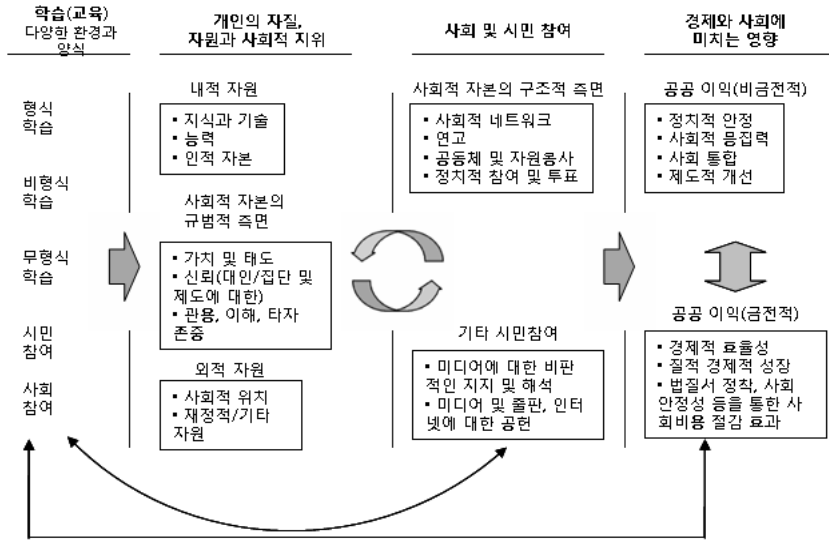 학습(교육)
다양한 환경과
양식
형식
학습
비형식
학습
무형식
학습
시민
참여
사회
참여
개인의 자질,
자원과 사회적 지위
내적 자원
▪ 지식과 기술
▪ 능력
▪ 인적 자본
사회적 자본의
규범적 측면
▪ 가치 및 태도
▪ 신뢰(대인/집단 및
제도에 대한)
▪ 관용, 이해, 타자
존중
외적 자원
▪ 사회적 위치
▪ 재정적/기타
자원
사회 및 시민 참여
사회적 자본의 구조적 측면
▪ 사회적 네트워크
▪ 연고
▪ 공동체 및 자원봉사
▪ 정치적 참여 및 투표
기타 시민참여
▪ 미디어에 대한 비판
적인 지지 및 해석
▪ 미디어 및 출판, 인터
넷에 대한 공헌
경제와 사회에
미치는 영향
공공 이익(비금전적)
▪ 정치적 안정
▪ 사회적 응집력
▪ 사회 통합
▪ 제도적 개선
공공 이익(금전적)
▪ 경제적 효율성
▪ 질적 경제적 성장
▪ 법질서 정착, 사회
안정성 등을 통한 사
회비용 절감 효과